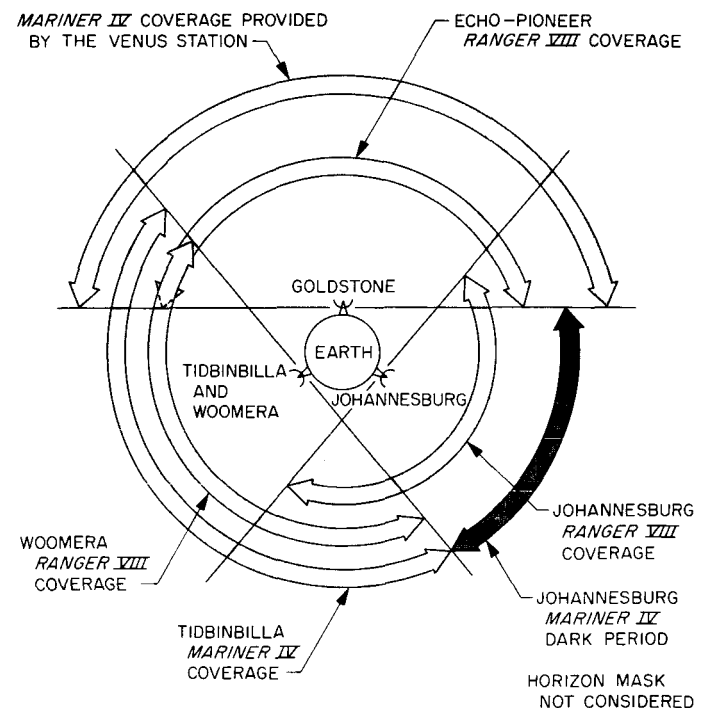 MARINER IV COVERAGE PROVIDED
BY THE VENUS STATION
ECHO-PIONEER
RANGER VIII COVERAGE
GOLDSTONE
EARTH
TIDBINBILLA
AND
WOOMERA
JOHANNESBURG
WOOMERA
RANGER VIII
COVERAGE
TIDBINBILLA
MARINER IV
COVERAGE
JOHANNESBURG
RANGER VIII
COVERAGE
JOHANNESBURG
MARINER IV
DARK PERIOD
HORIZON MASK
NOT CONSIDERED